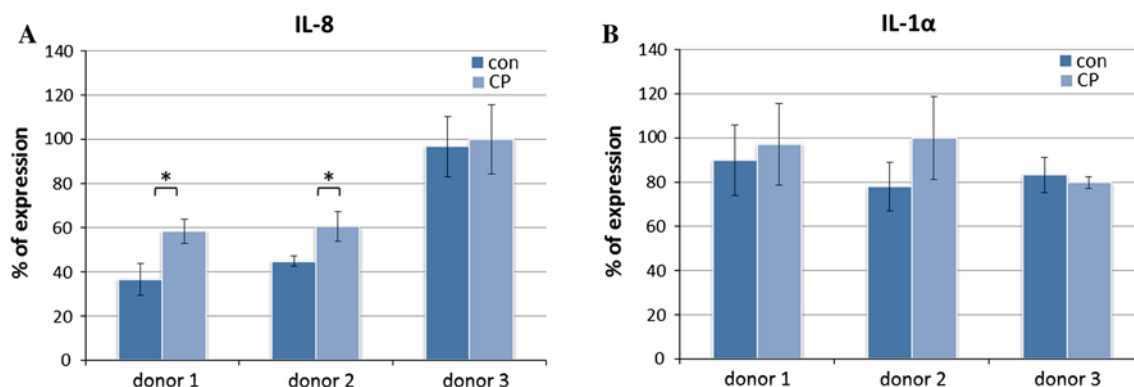 A
IL-8
% of expression
140
120
100
80
60
40
20
0
con
CP
*
*
donor 1
donor 2
donor 3
B
IL-1α
% of expression
140
120
100
80
60
40
20
0
con
CP
donor 1
donor 2
donor 3